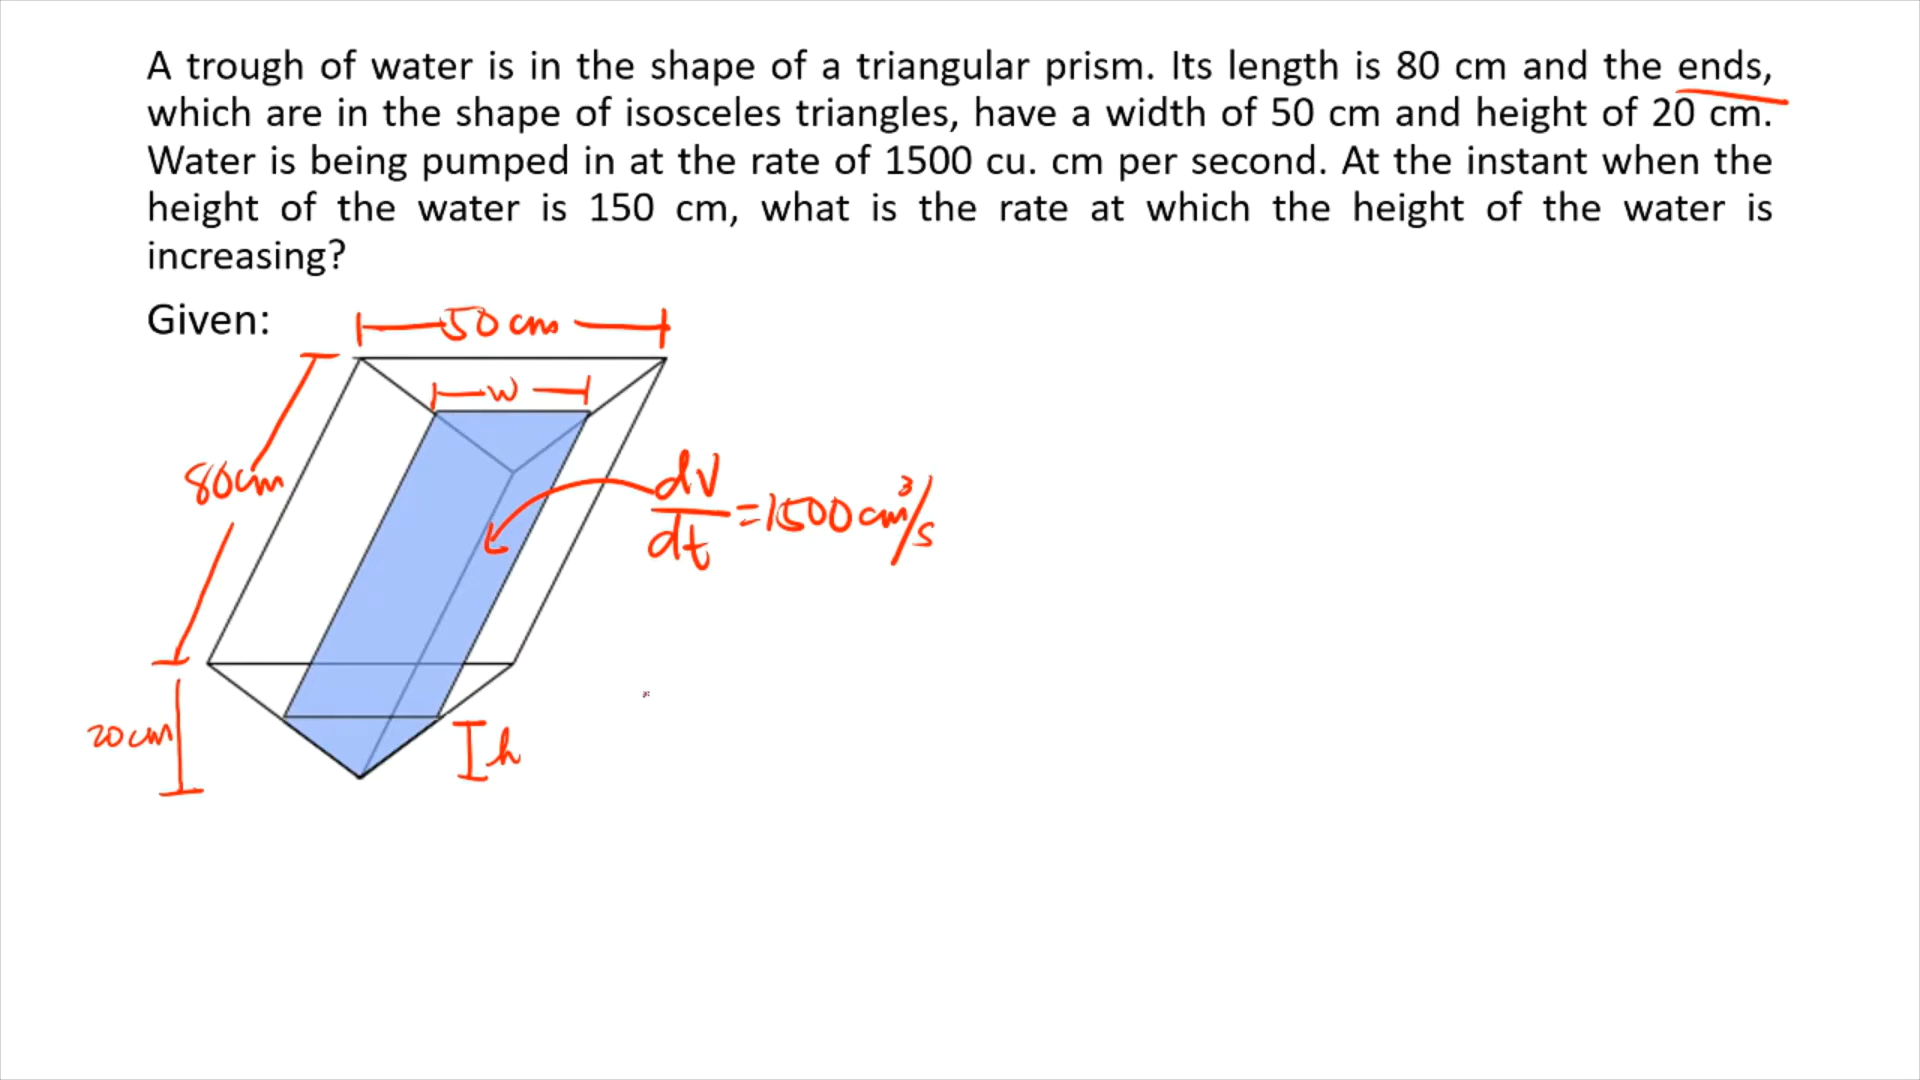 A trough of water is in the shape of a triangular prism. Its length is 80 cm and the ends,
which are in the shape of isosceles triangles, have a width of 50 cm and height of 20 cm.
Water is being pumped in at the rate of 1500 cu. cm per second. At the instant when the
height of the water is 150 cm, what is the rate at which the height of the water is
increasing?
Given:
50 cm
w
80cm
dV/dt = 1500 cm³/s
20cm
h